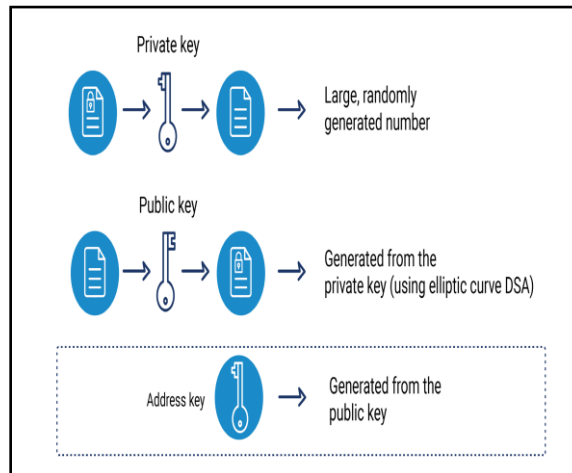 Private key
Large, randomly
generated number
Public key
Generated from the
private key (using elliptic curve DSA)
Address key
Generated from the
public key